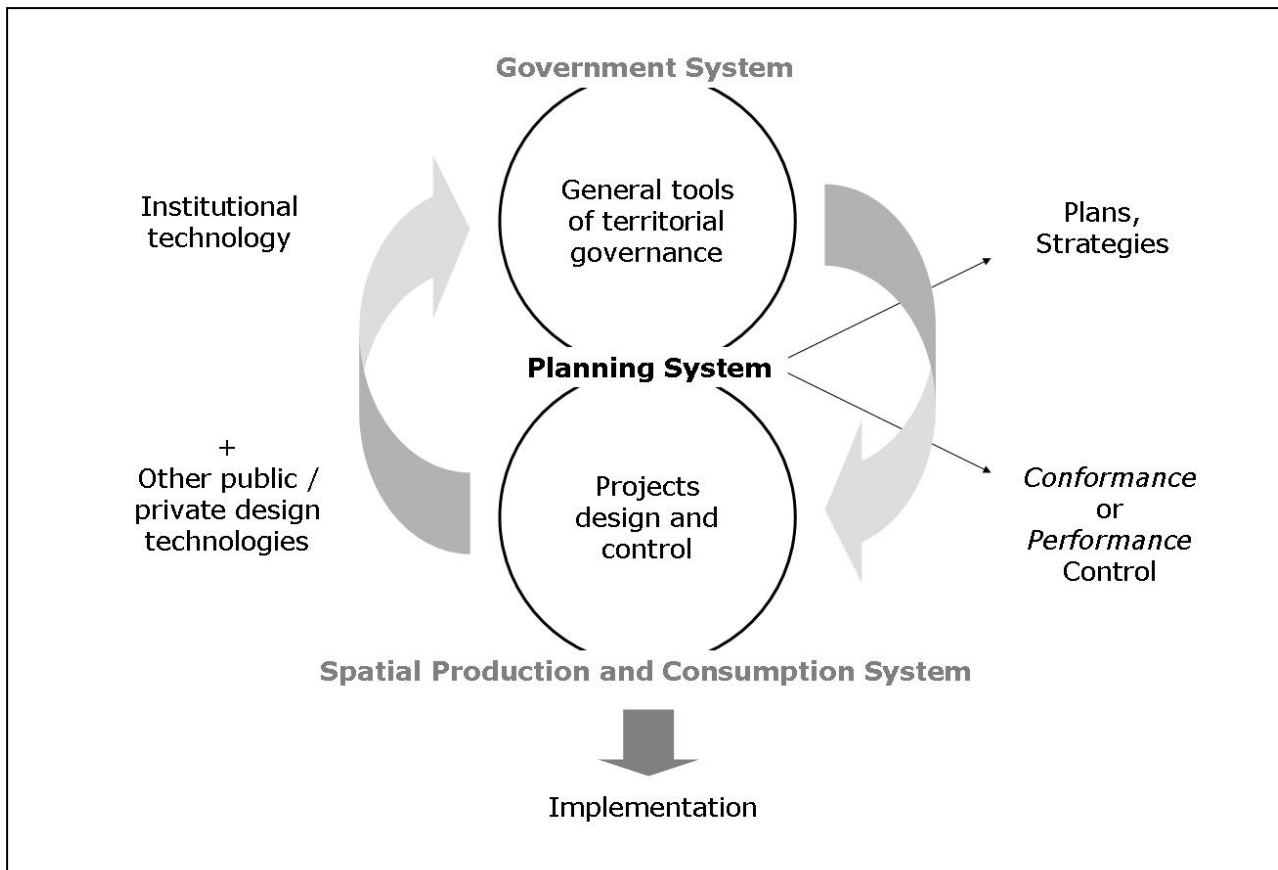 Government System
Institutional
technology
General tools
of territorial
governance
Plans,
Strategies
Planning System
+
Other public /
private design
technologies
Projects
design and
control
Conformance
or
Performance
Control
Spatial Production and Consumption System
Implementation